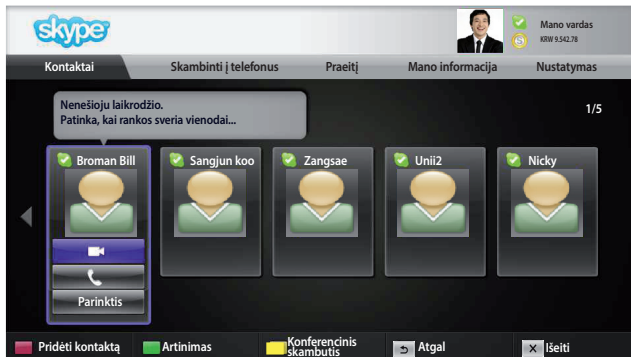 skype
Mano vardas
KRW 9.542.78
Kontaktai
Skambinti į telefonus
Praeitį
Mano informacija
Nustatymas
Nenešioju laikrodžio.
Patinka, kai rankos sveria vienodai...
1/5
Broman Bill
Sangjun koo
Zangsae
Unii2
Nicky
Parinktis
Pridėti kontaktą
Artinimas
Konferencinis
skambutis
Atgal
Išeiti